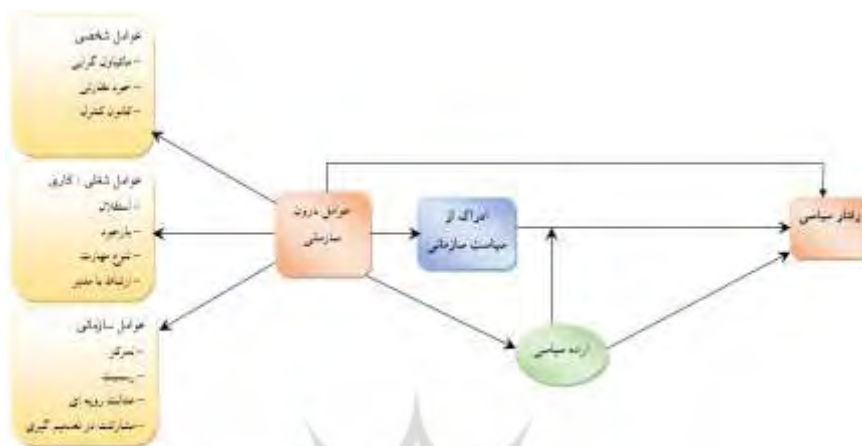 عوامل شخصی
– ماکیاول گرایی
– خود نظارتی
– کانون کنترل
عوامل شغلی / کاری
– استقلال
– بازخورد
– تنوع مهارت
– ارتباط با مدیر
عوامل سازمانی
– تمرکز
– رسمیت
– عدالت رویه ای
– مشارکت در تصمیم گیری
عوامل درون
سازمانی
ادراک از
سیاست سازمانی
اراده سیاسی
رفتار سیاسی